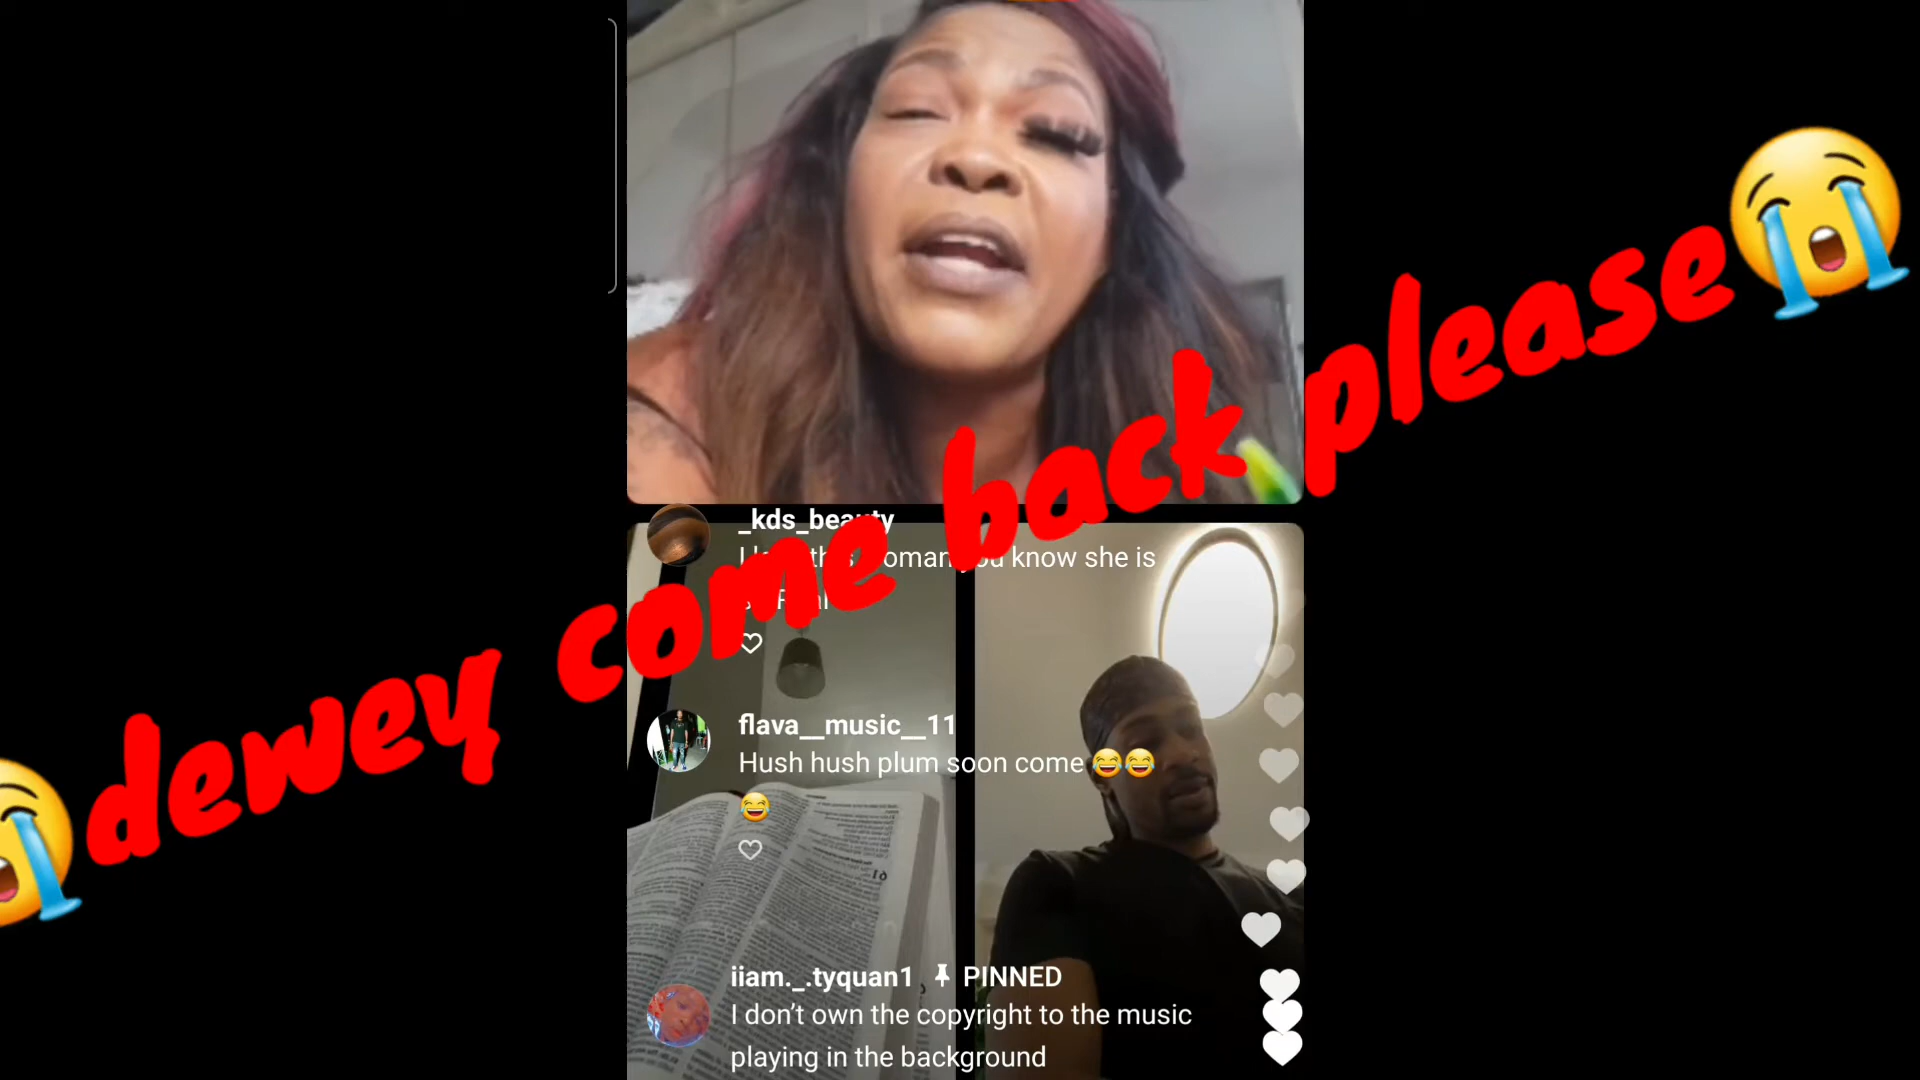 dewey come back please
_kds_beauty
know she is
flava__music__11
Hush hush plum soon come 😂😂
😂
iiam._.tyquan1 PINNED
I don't own the copyright to the music
playing in the background